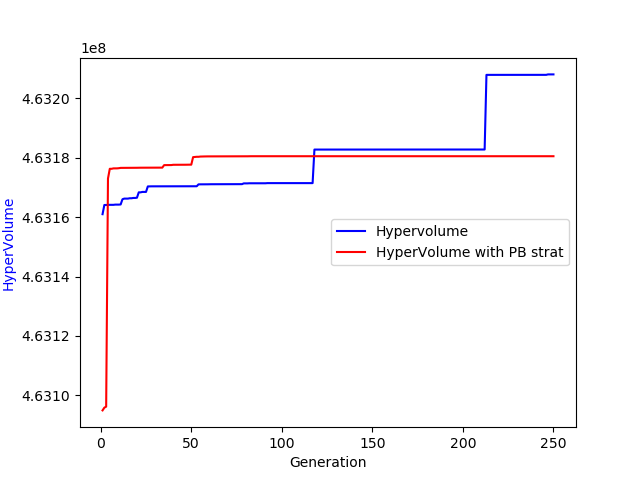 1e8
4.6320
4.6318
4.6316
4.6314
4.6312
4.6310
HyperVolume
Hypervolume
HyperVolume with PB strat
0 50 100 150 200 250
Generation